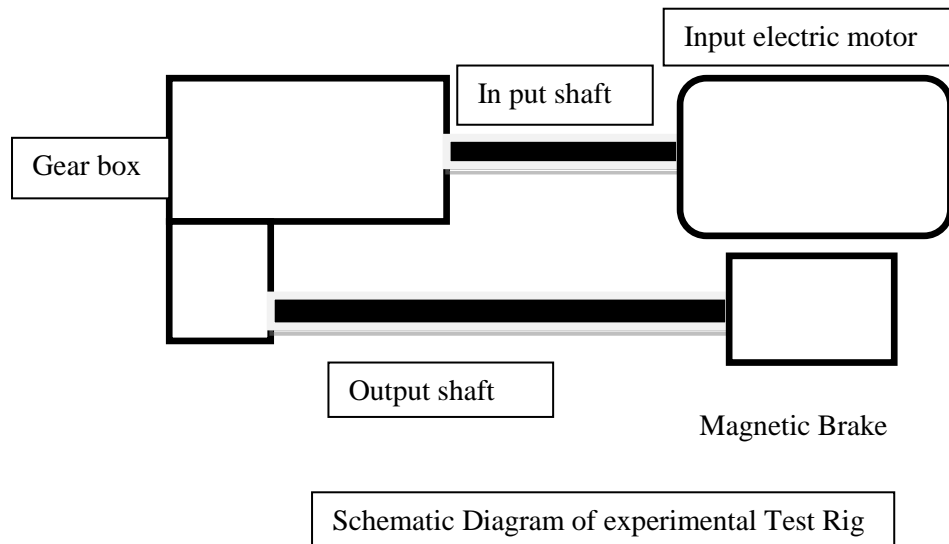 Input electric motor
In put shaft
Gear box
Output shaft
Magnetic Brake
Schematic Diagram of experimental Test Rig